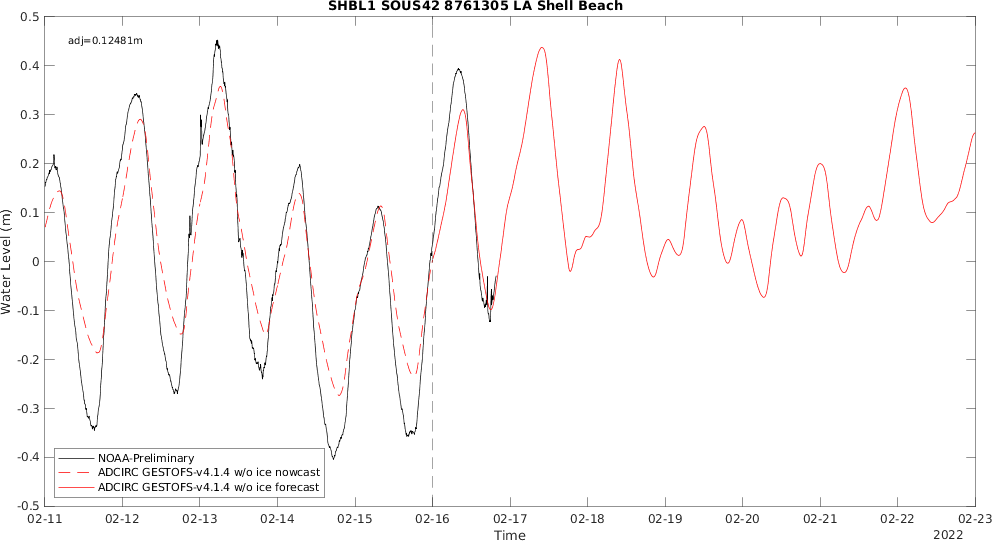 SHBL1 SOUS42 8761305 LA Shell Beach
adj=0.12481m
0.5
0.4
0.3
0.2
0.1
0
-0.1
-0.2
-0.3
-0.4
-0.5
Water Level (m)
NOAA-Preliminary
ADCIRC GESTOFS-v4.1.4 w/o ice nowcast
ADCIRC GESTOFS-v4.1.4 w/o ice forecast
02-11 02-12 02-13 02-14 02-15 02-16 02-17 02-18 02-19 02-20 02-21 02-22 02-23
Time
2022